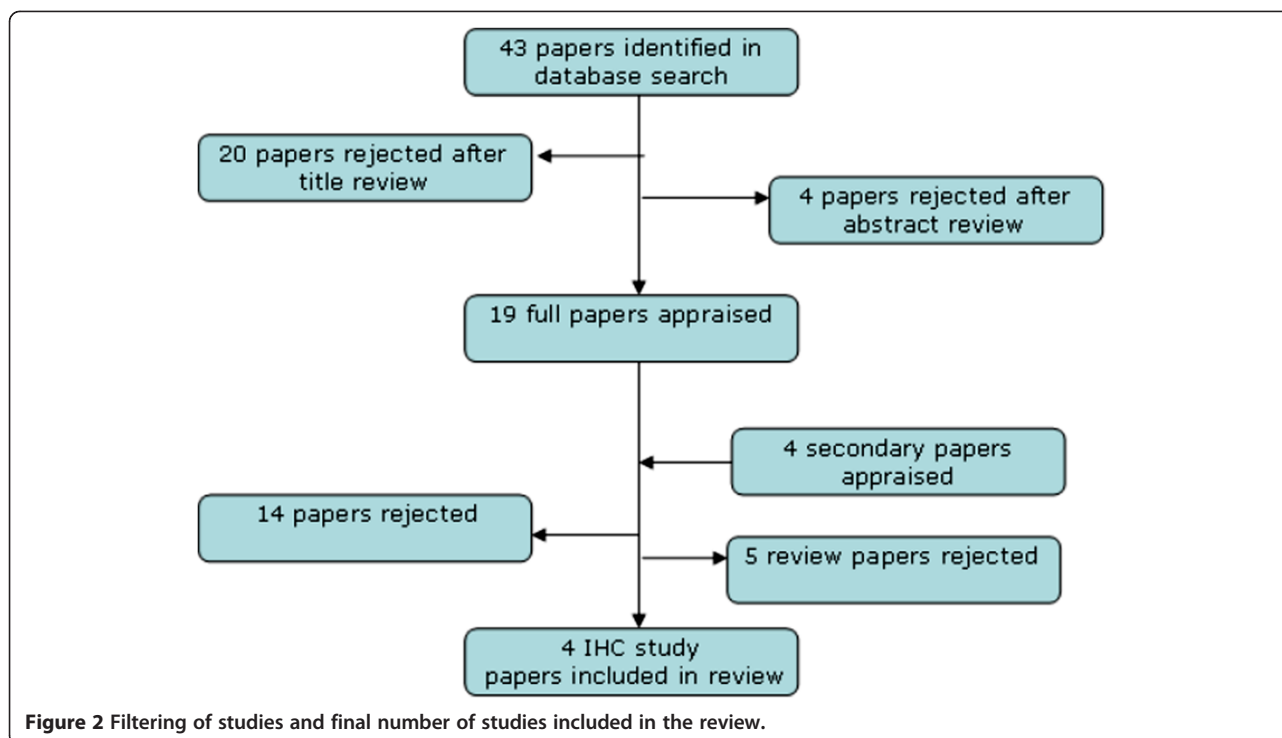 43 papers identified in
database search
20 papers rejected after
title review
4 papers rejected after
abstract review
19 full papers appraised
4 secondary papers
appraised
14 papers rejected
5 review papers rejected
4 IHC study
papers included in review
Figure 2 Filtering of studies and final number of studies included in the review.